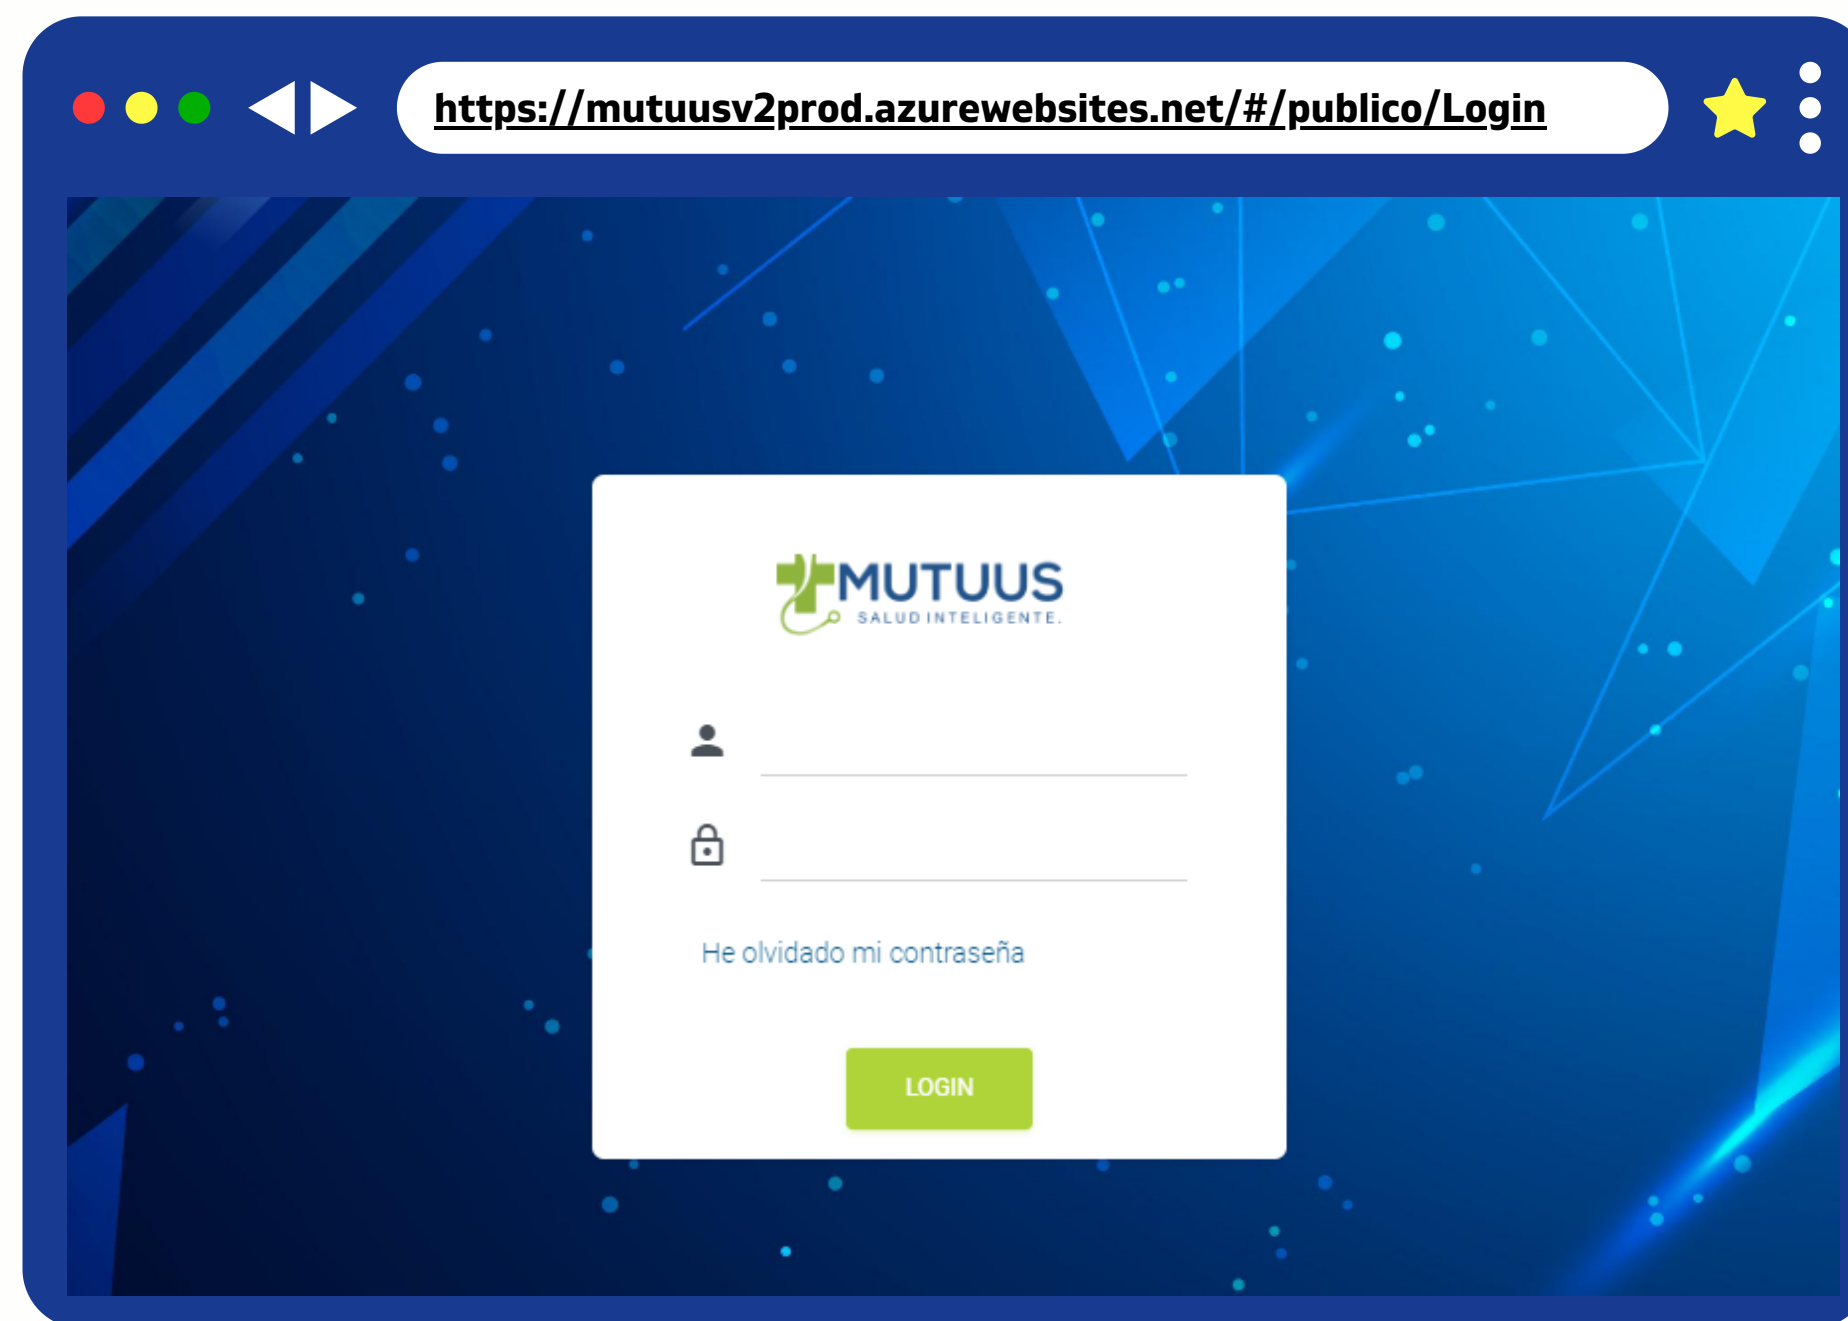 https://mutuusv2prod.azurewebsites.net/#/publico/Login
MUTUUS
SALUD INTELIGENTE.
He olvidado mi contraseña
LOGIN